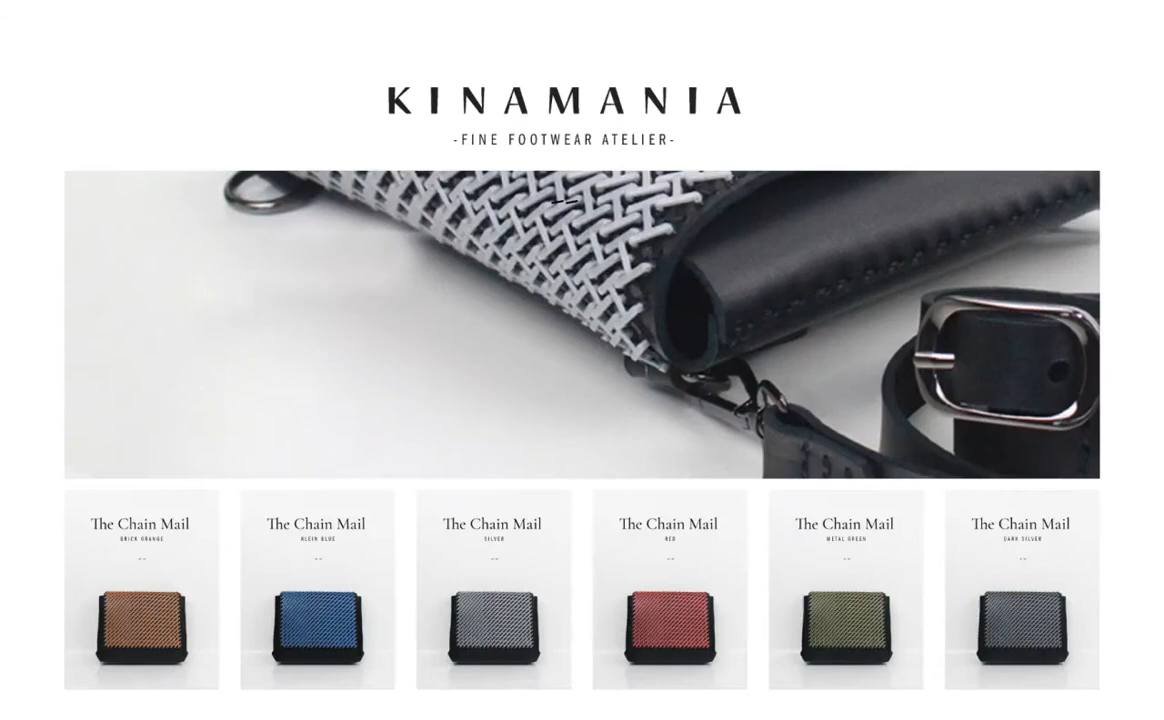 KINAMANIA
-FINE FOOTWEAR ATELIER-
The Chain Mail
BRICK ORANGE
The Chain Mail
KLEIN BLUE
The Chain Mail
SILVER
The Chain Mail
RED
The Chain Mail
METAL GREEN
The Chain Mail
DARK SILVER